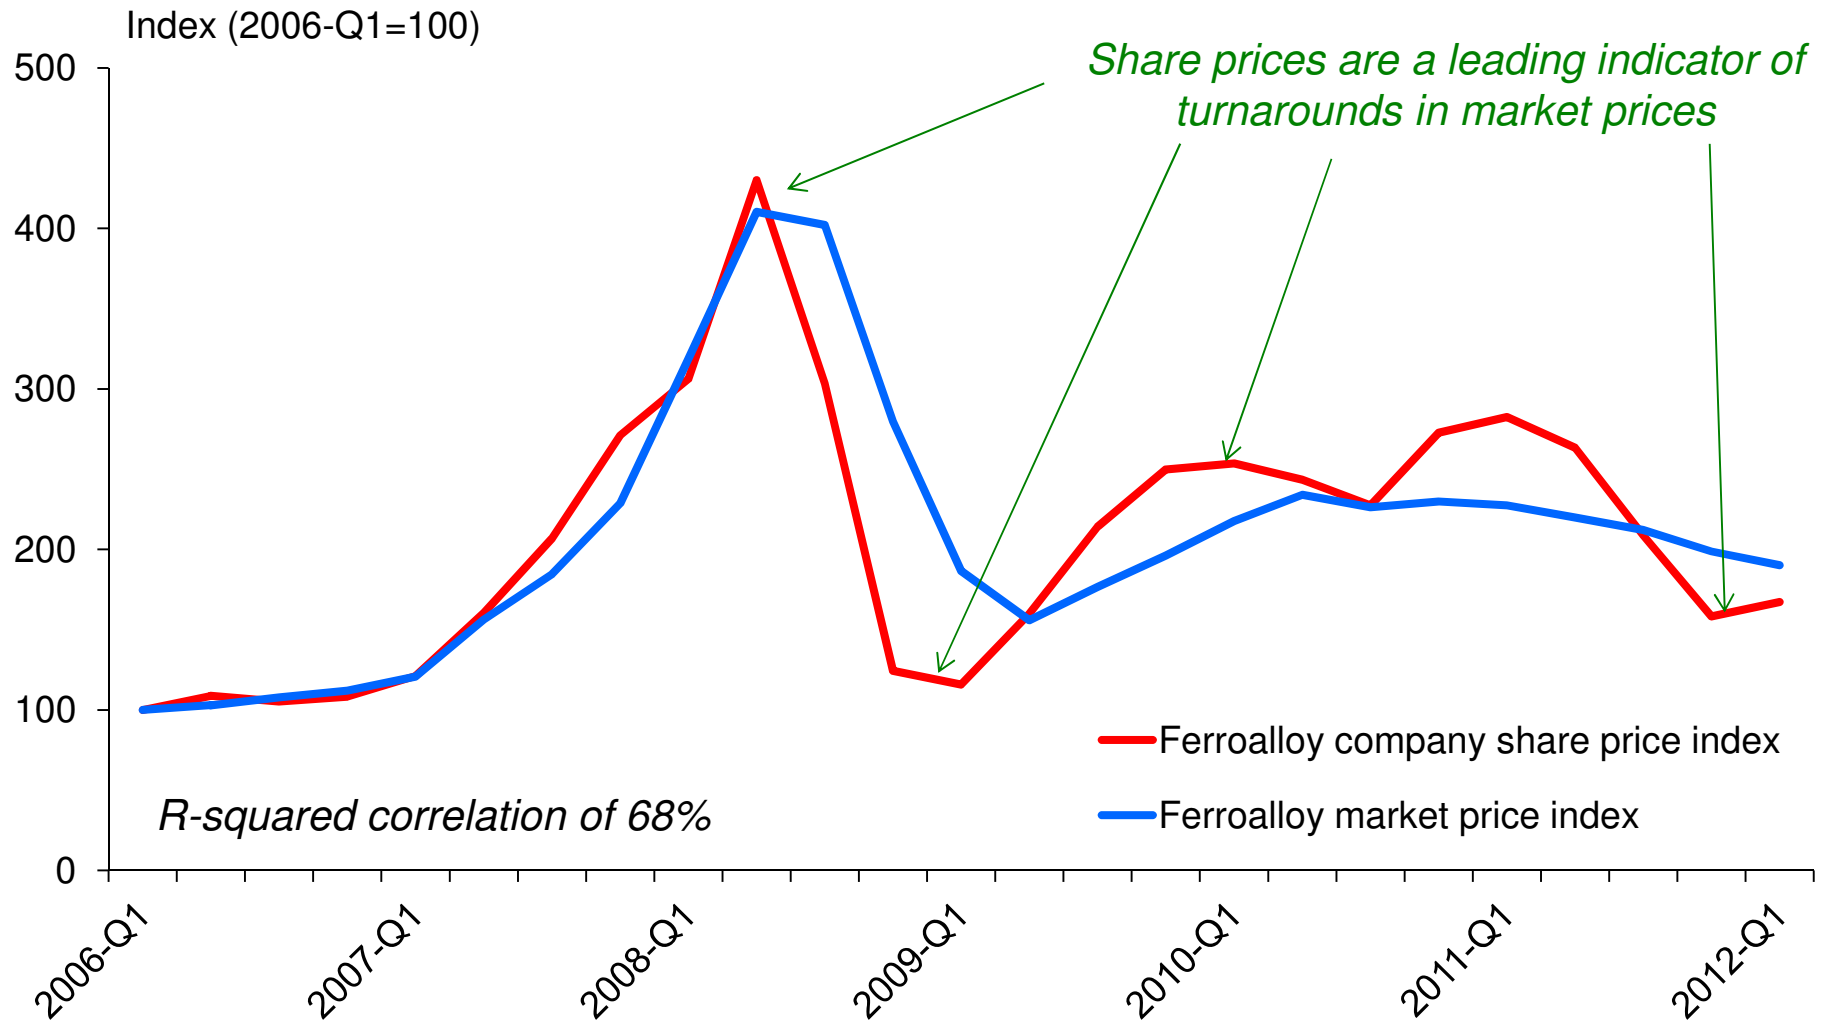 Index (2006-Q1=100)
Share prices are a leading indicator of
turnarounds in market prices
500
400
300
200
100
0
Ferroalloy company share price index
Ferroalloy market price index
R-squared correlation of 68%
2006-Q1
2007-Q1
2008-Q1
2009-Q1
2010-Q1
2011-Q1
2012-Q1